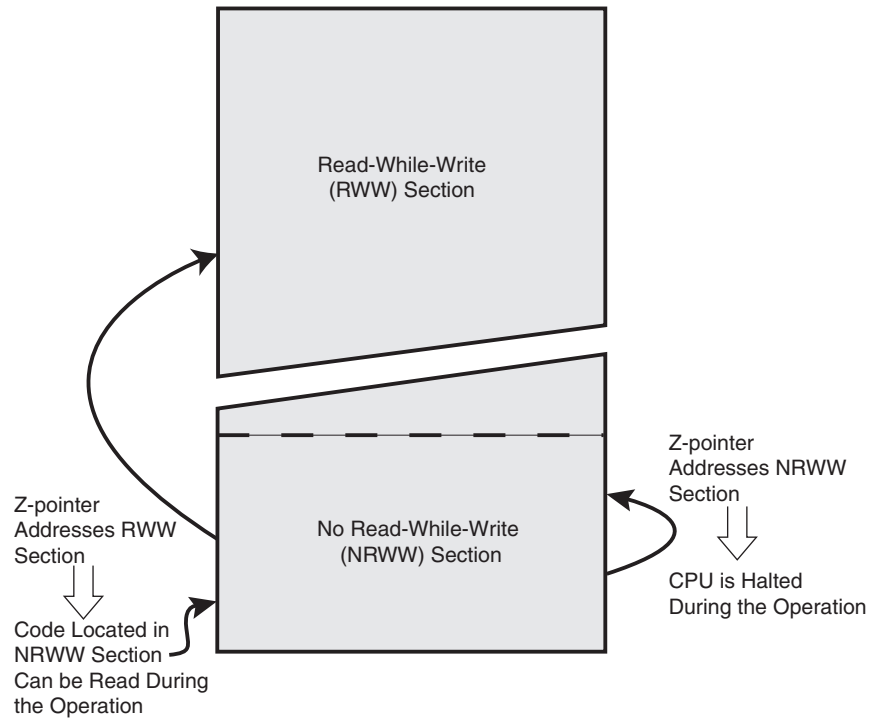 Read-While-Write
(RWW) Section
Z-pointer
Addresses NRWW
Section
Z-pointer
Addresses RWW
Section
No Read-While-Write
(NRWW) Section
CPU is Halted
During the Operation
Code Located in
NRWW Section
Can be Read During
the Operation